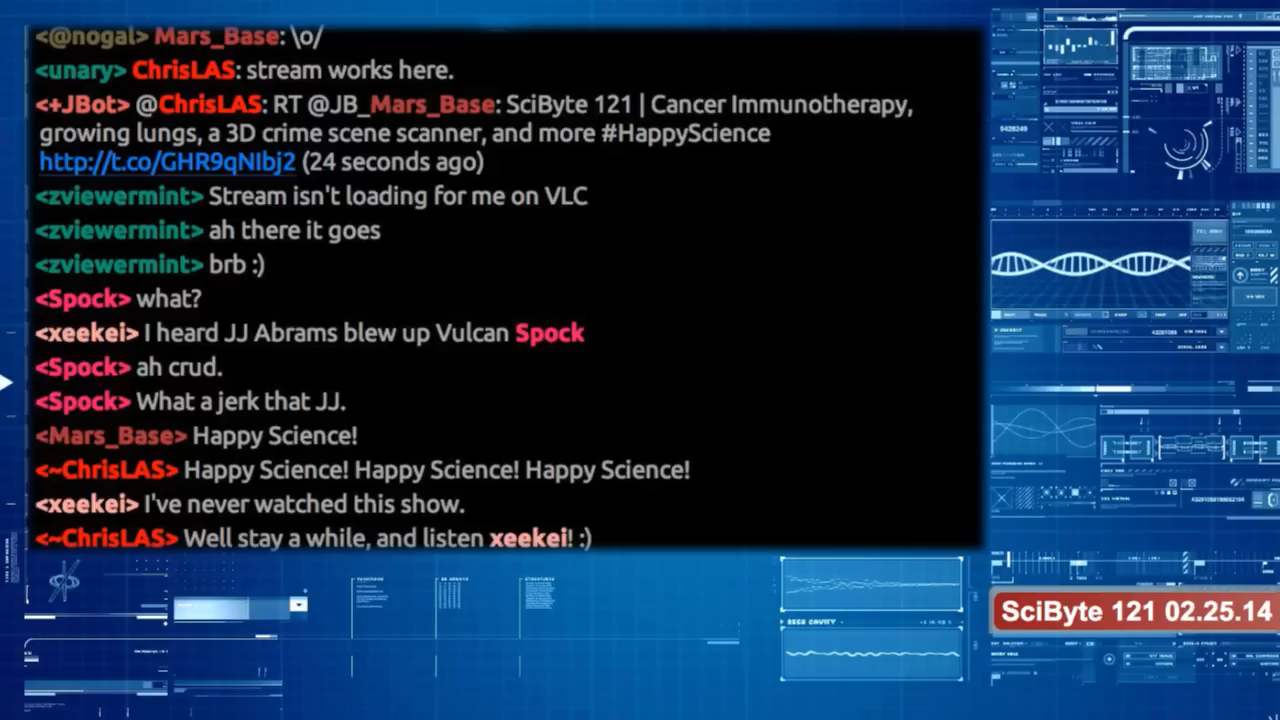 <@nogal> Mars_Base: \o/
<unary> ChrisLAS: stream works here.
<+JBot> @ChrisLAS: RT @JB_Mars_Base: SciByte 121 | Cancer Immunotherapy,
growing lungs, a 3D crime scene scanner, and more #HappyScience
http://t.co/GHR9qNIbj2 (24 seconds ago)
<zviewermint> Stream isn't loading for me on VLC
<zviewermint> ah there it goes
<zviewermint> brb :)
<Spock> what?
<xeekei> I heard JJ Abrams blew up Vulcan Spock
<Spock> ah crud.
<Spock> What a jerk that JJ.
<Mars_Base> Happy Science!
<~ChrisLAS> Happy Science! Happy Science! Happy Science!
<xeekei> I've never watched this show.
<~ChrisLAS> Well stay a while, and listen xeekei! :)
SciByte 121 02.25.14